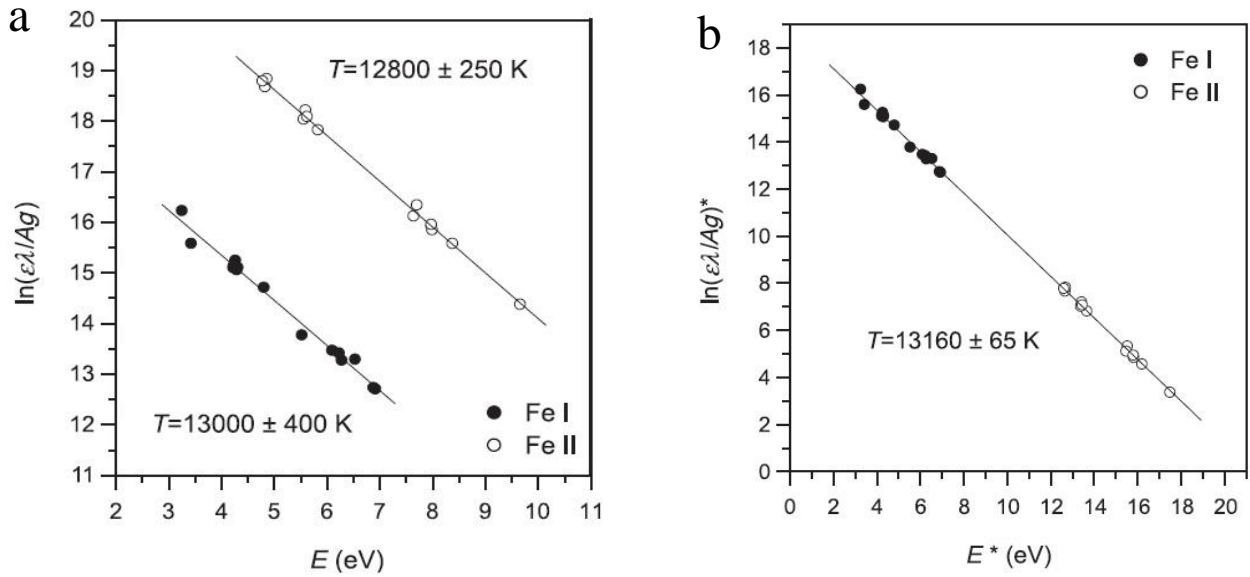 a
20
19
18
17
16
15
14
13
12
11
ln(ελ/Ag)
T=12800 ± 250 K
T=13000 ± 400 K
Fe I
Fe II
2 3 4 5 6 7 8 9 10 11
E (eV)
b
18
16
14
12
10
8
6
4
2
0
ln(ελ/Ag)*
Fe I
Fe II
T=13160 ± 65 K
0 2 4 6 8 10 12 14 16 18 20
E * (eV)